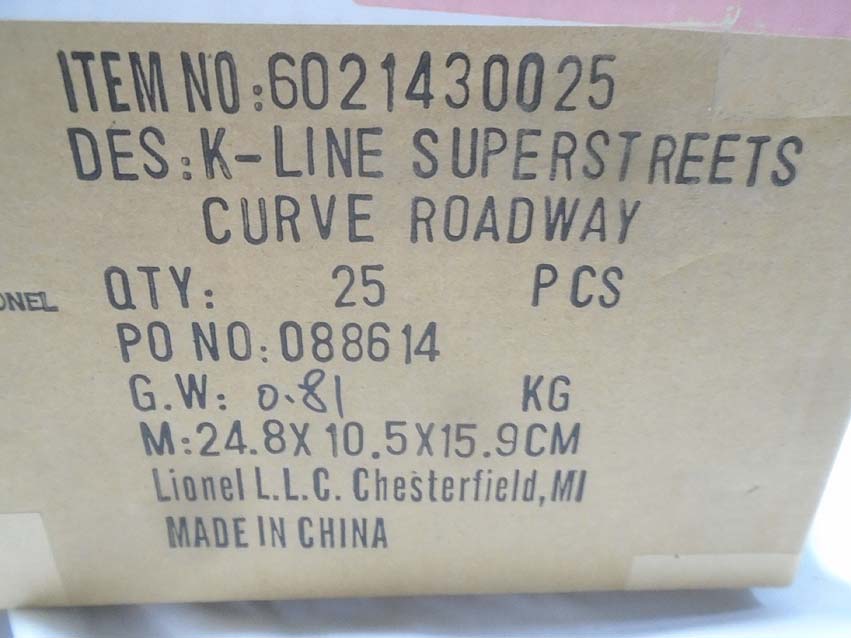 ITEM NO:6021430025
DES:K-LINE SUPERSTREETS
CURVE ROADWAY
QTY: 25 PCS
PO NO:088614
G.W: 0.81 KG
M:24.8X10.5X15.9CM
Lionel L.L.C. Chesterfield,MI
MADE IN CHINA